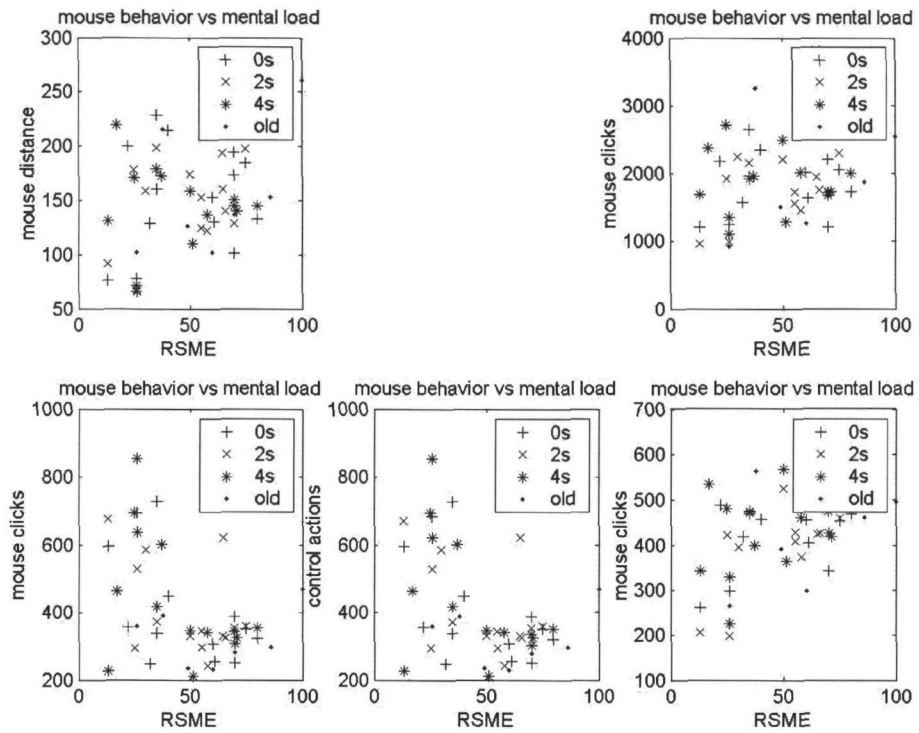 mouse behavior vs mental load
300
250
200
150
100
50
mouse distance
0s
2s
4s
old
0
50
100
RSME
mouse behavior vs mental load
4000
3000
2000
1000
0
mouse clicks
0s
2s
4s
old
0
50
100
RSME
mouse behavior vs mental load
1000
800
600
400
200
mouse clicks
0s
2s
4s
old
0
50
100
RSME
mouse behavior vs mental load
1000
800
600
400
200
control actions
0s
2s
4s
old
0
50
100
RSME
mouse behavior vs mental load
700
600
500
400
300
200
100
mouse clicks
0s
2s
4s
old
0
50
100
RSME